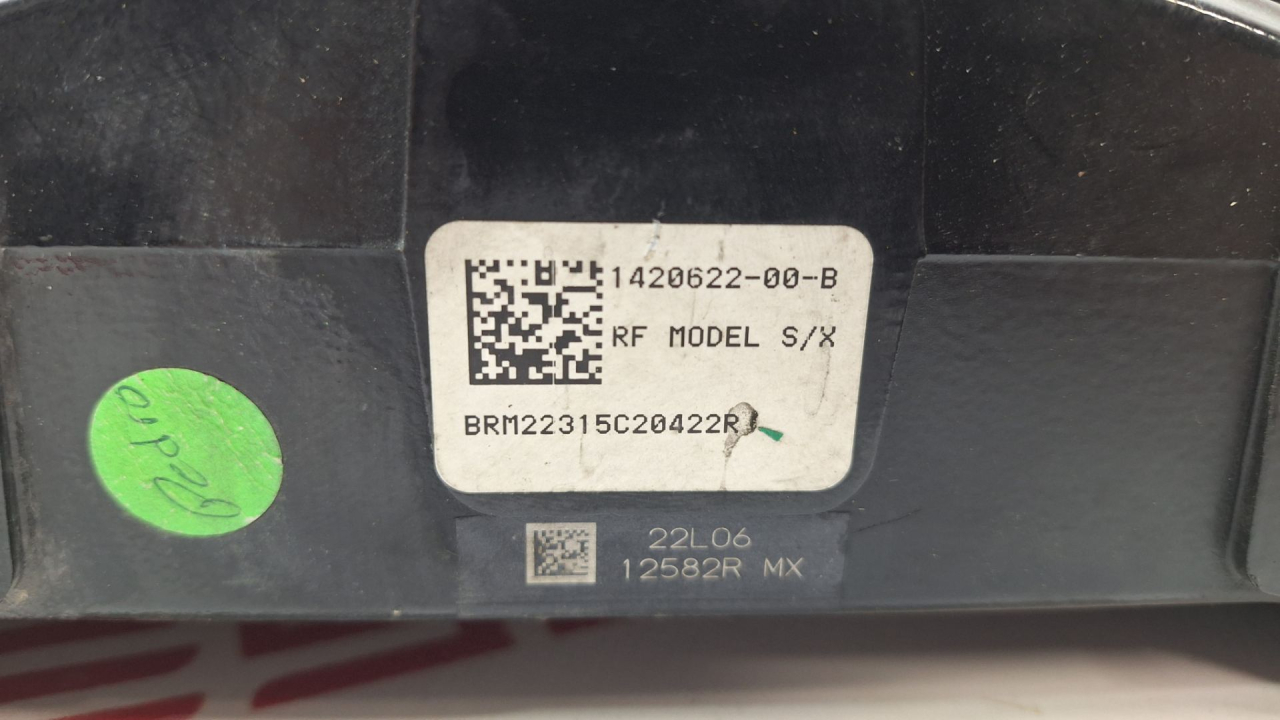 1420622-00-B
RF MODEL S/X
BRM22315C20422R
22L06
12582R MX